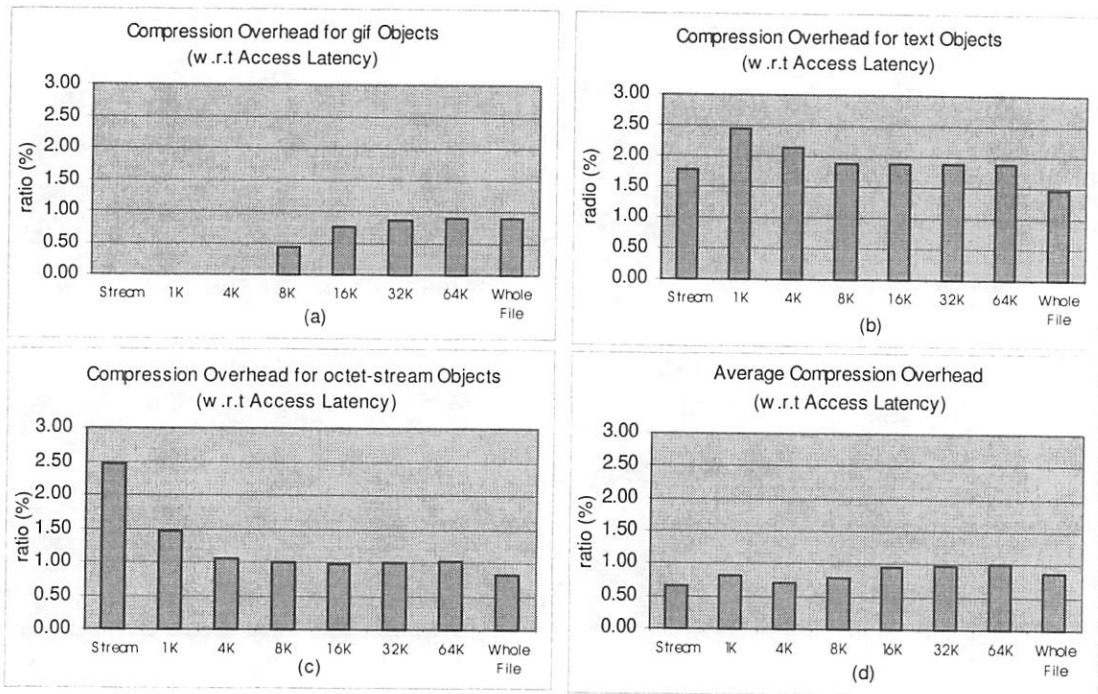 Compression Overhead for gif Objects
(w.r.t Access Latency)
ratio (%)
3.00
2.50
2.00
1.50
1.00
0.50
0.00
Stream 1K 4K 8K 16K 32K 64K Whole
File
(a)
Compression Overhead for text Objects
(w.r.t Access Latency)
radio (%)
3.00
2.50
2.00
1.50
1.00
0.50
0.00
Stream 1K 4K 8K 16K 32K 64K Whole
File
(b)
Compression Overhead for octet-stream Objects
(w.r.t Access Latency)
ratio (%)
3.00
2.50
2.00
1.50
1.00
0.50
0.00
Stream 1K 4K 8K 16K 32K 64K Whole
File
(c)
Average Compression Overhead
(w.r.t Access Latency)
ratio (%)
3.00
2.50
2.00
1.50
1.00
0.50
0.00
Stream 1K 4K 8K 16K 32K 64K Whole
File
(d)